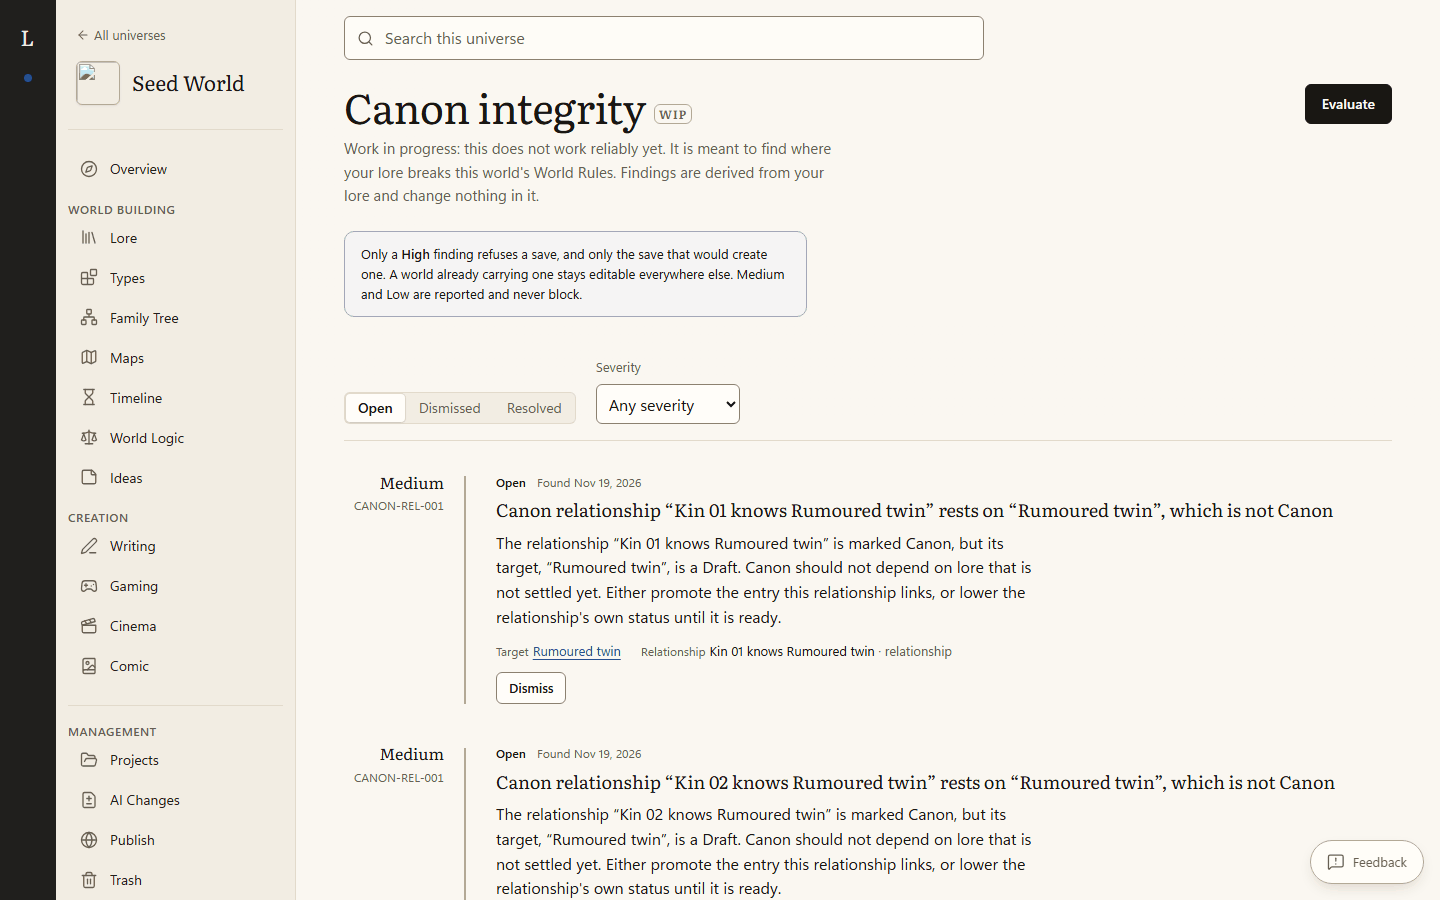 L
All universes
Seed World
Overview
WORLD BUILDING
Lore
Types
Family Tree
Maps
Timeline
World Logic
Ideas
CREATION
Writing
Gaming
Cinema
Comic
MANAGEMENT
Projects
AI Changes
Publish
Trash
Search this universe
Canon integrity WIP
Evaluate
Work in progress: this does not work reliably yet. It is meant to find where
your lore breaks this world's World Rules. Findings are derived from your
lore and change nothing in it.
Only a High finding refuses a save, and only the save that would create
one. A world already carrying one stays editable everywhere else. Medium
and Low are reported and never block.
Open Dismissed Resolved
Severity
Any severity
Medium
CANON-REL-001
Open Found Nov 19, 2026
Canon relationship “Kin 01 knows Rumoured twin” rests on “Rumoured twin”, which is not Canon
The relationship “Kin 01 knows Rumoured twin” is marked Canon, but its
target, “Rumoured twin”, is a Draft. Canon should not depend on lore that is
not settled yet. Either promote the entry this relationship links, or lower the
relationship's own status until it is ready.
Target Rumoured twin Relationship Kin 01 knows Rumoured twin · relationship
Dismiss
Medium
CANON-REL-001
Open Found Nov 19, 2026
Canon relationship “Kin 02 knows Rumoured twin” rests on “Rumoured twin”, which is not Canon
The relationship “Kin 02 knows Rumoured twin” is marked Canon, but its
target, “Rumoured twin”, is a Draft. Canon should not depend on lore that is
not settled yet. Either promote the entry this relationship links, or lower the
relationship's own status until it is ready.
Feedback